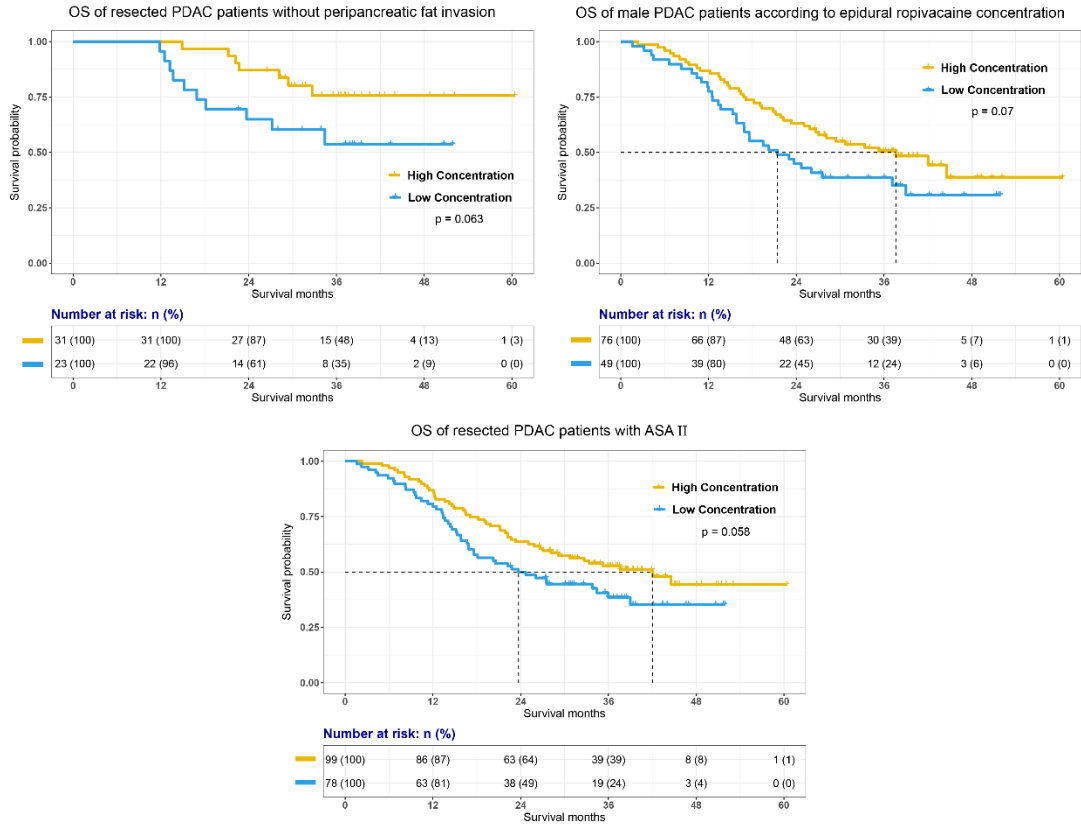 OS of resected PDAC patients without peripancreatic fat invasion
1.00
0.75
0.50
0.25
0.00
Survival probability
High Concentration
Low Concentration
p = 0.063
0 12 24 36 48 60
Survival months
Number at risk: n (%)
31 (100) 31 (100) 27 (87) 15 (48) 4 (13) 1 (3)
23 (100) 22 (96) 14 (61) 8 (35) 2 (9) 0 (0)
0 12 24 36 48 60
Survival months
OS of male PDAC patients according to epidural ropivacaine concentration
1.00
0.75
0.50
0.25
0.00
Survival probability
High Concentration
Low Concentration
p = 0.07
0 12 24 36 48 60
Survival months
Number at risk: n (%)
76 (100) 66 (87) 48 (63) 30 (39) 5 (7) 1 (1)
49 (100) 39 (80) 22 (45) 12 (24) 3 (6) 0 (0)
0 12 24 36 48 60
Survival months
OS of resected PDAC patients with ASA II
1.00
0.75
0.50
0.25
0.00
Survival probability
High Concentration
Low Concentration
p = 0.058
0 12 24 36 48 60
Survival months
Number at risk: n (%)
99 (100) 86 (87) 63 (64) 39 (39) 8 (8) 1 (1)
78 (100) 63 (81) 38 (49) 19 (24) 3 (4) 0 (0)
0 12 24 36 48 60
Survival months